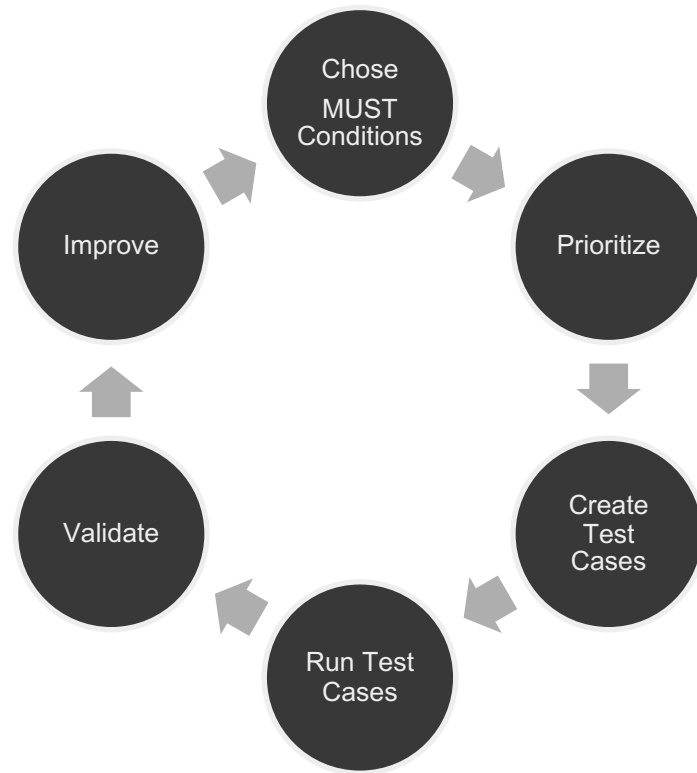 Chose
MUST
Conditions
Prioritize
Create
Test
Cases
Run Test
Cases
Validate
Improve